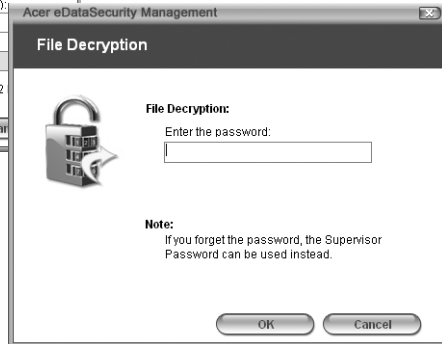 Acer eDataSecurity Management
File Decryption
File Decryption:
Enter the password:
Note:
If you forget the password, the Supervisor
Password can be used instead.
OK
Cancel